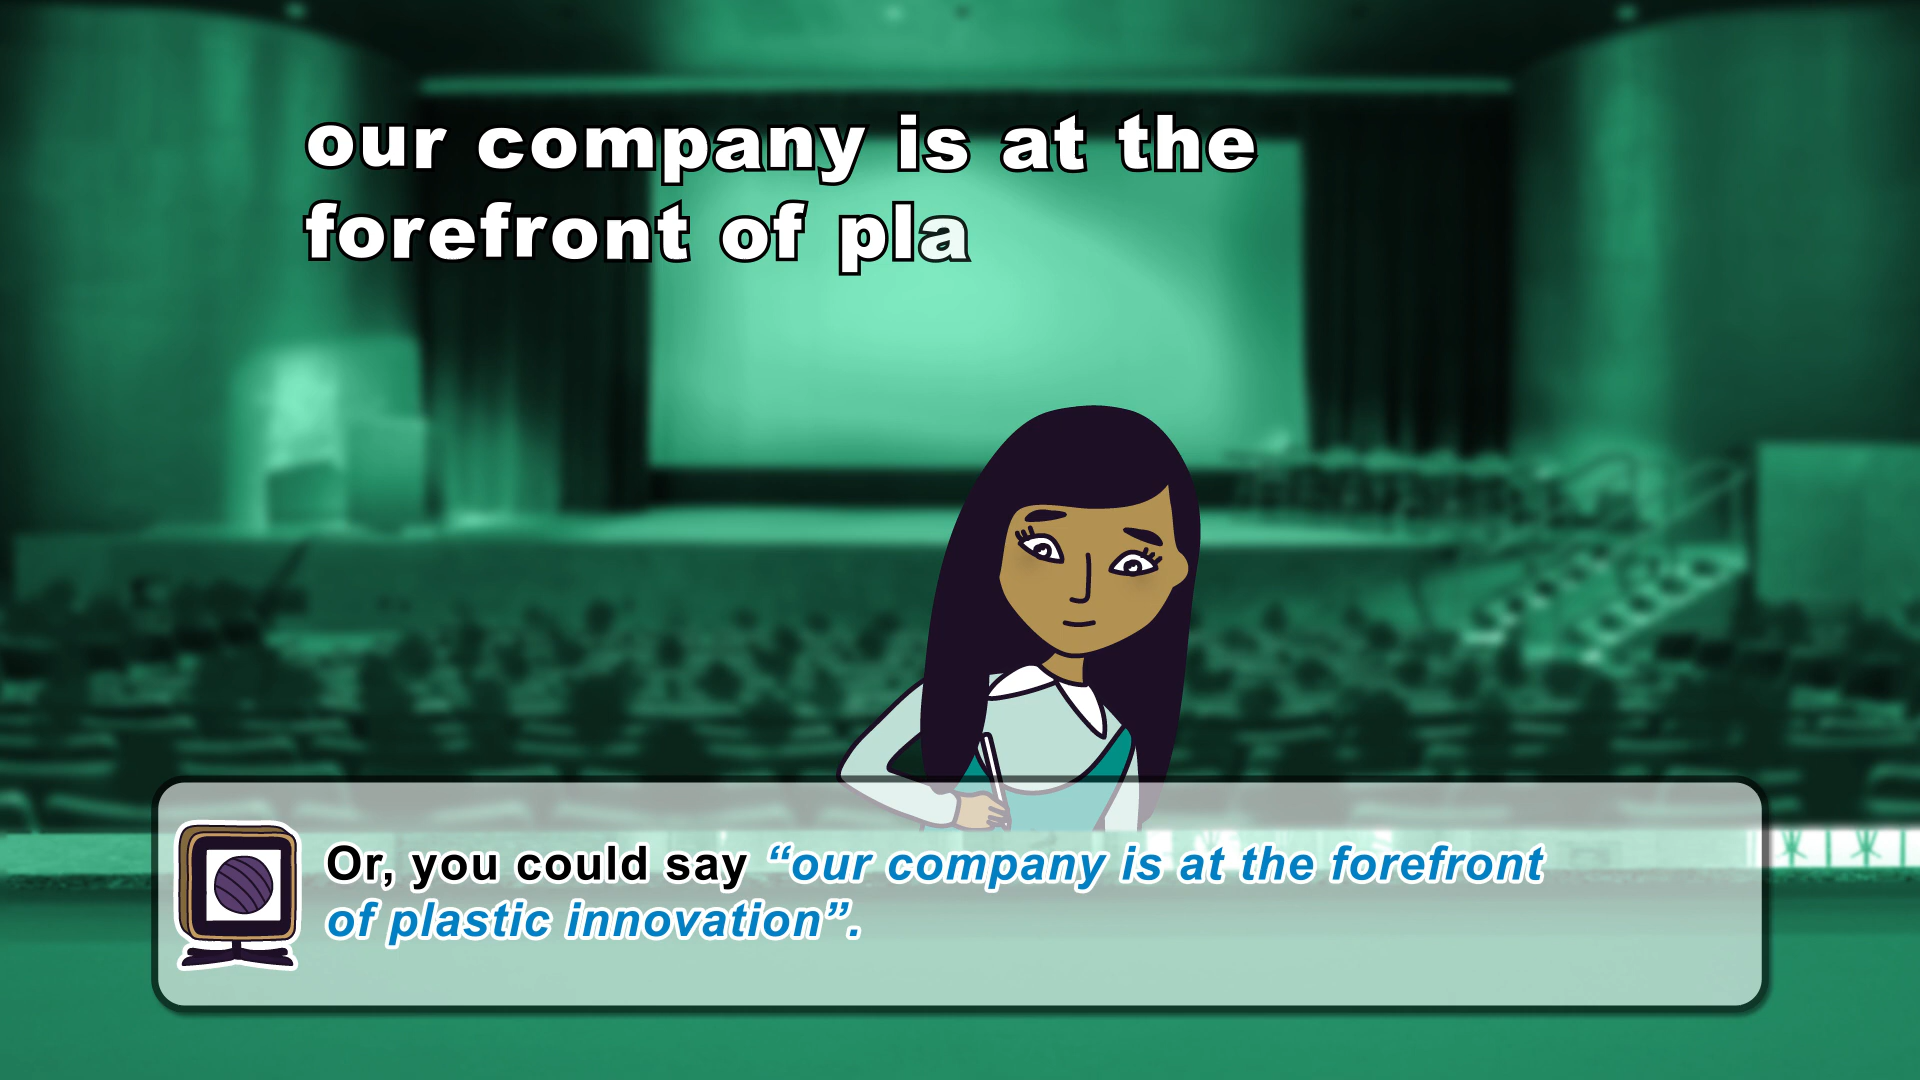 our company is at the
forefront of pla
Or, you could say “our company is at the forefront
of plastic innovation”.